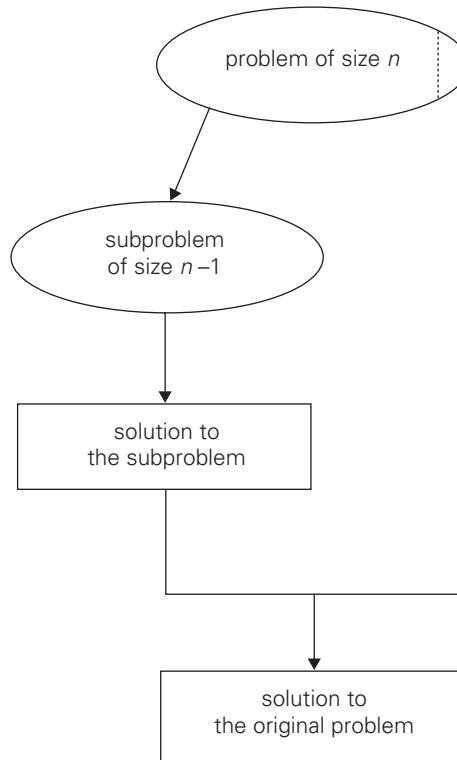 problem of size n
subproblem
of size n–1
solution to
the subproblem
solution to
the original problem